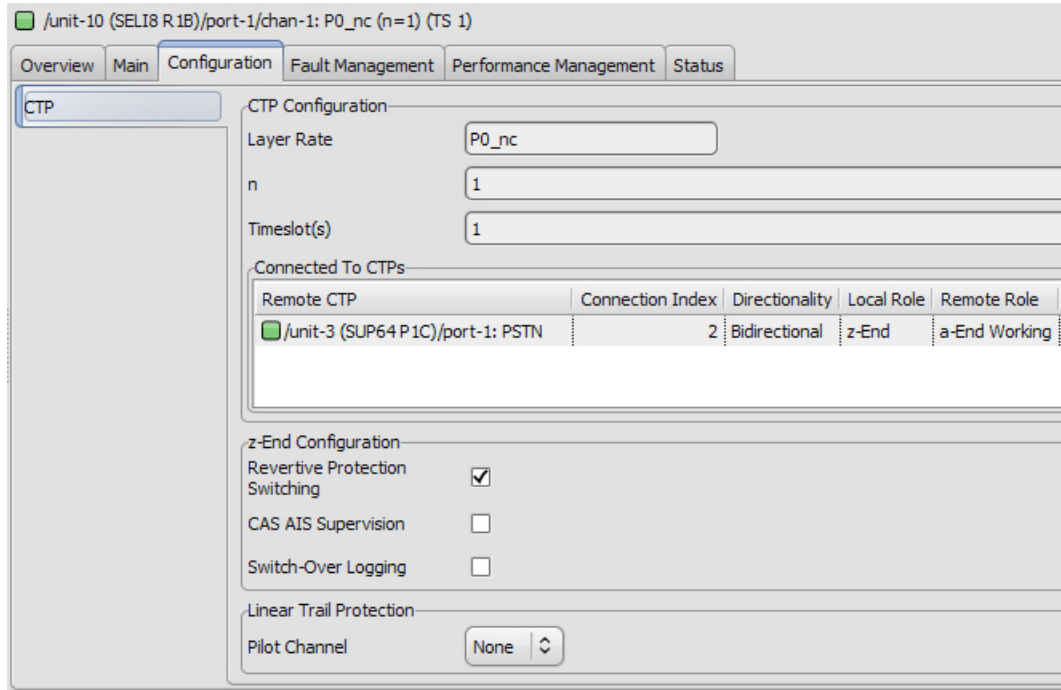 /unit-10 (SELI8 R1B)/port-1/chan-1: P0_nc (n=1) (TS 1)
Overview Main Configuration Fault Management Performance Management Status
CTP
CTP Configuration
Layer Rate P0_nc
n 1
Timeslot(s) 1
Connected To CTPs
Remote CTP Connection Index Directionality Local Role Remote Role
/unit-3 (SUP64 P1C)/port-1: PSTN 2 Bidirectional z-End a-End Working
z-End Configuration
Revertive Protection
Switching
CAS AIS Supervision
Switch-Over Logging
Linear Trail Protection
Pilot Channel None